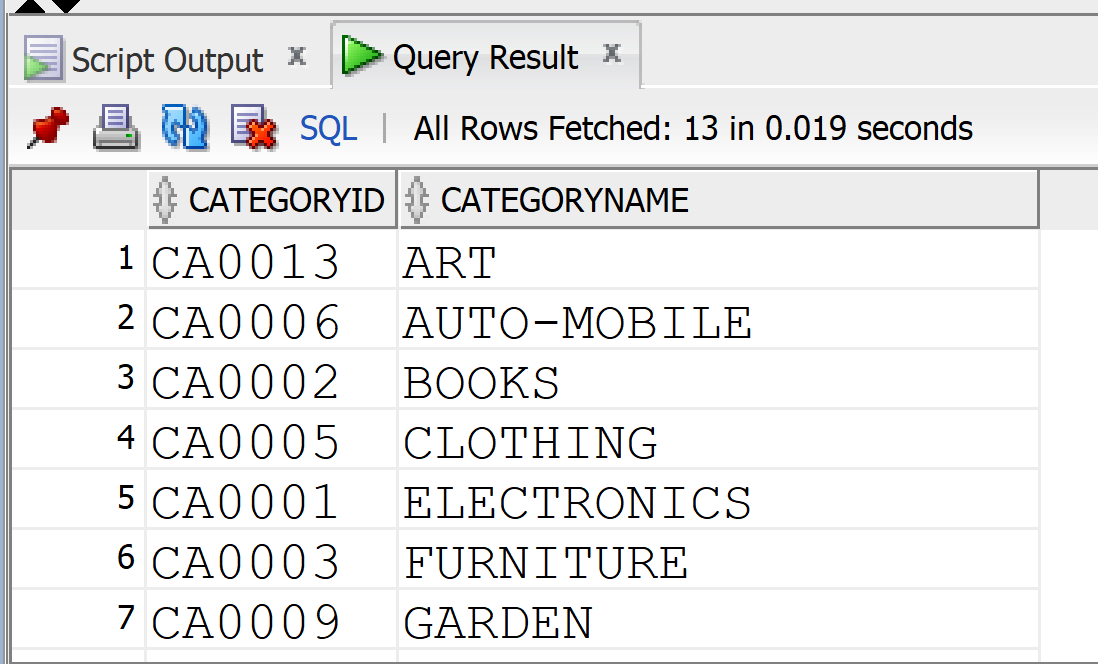 Script Output x Query Result x
SQL | All Rows Fetched: 13 in 0.019 seconds
CATEGORYID CATEGORYNAME
1 CA0013 ART
2 CA0006 AUTO-MOBILE
3 CA0002 BOOKS
4 CA0005 CLOTHING
5 CA0001 ELECTRONICS
6 CA0003 FURNITURE
7 CA0009 GARDEN